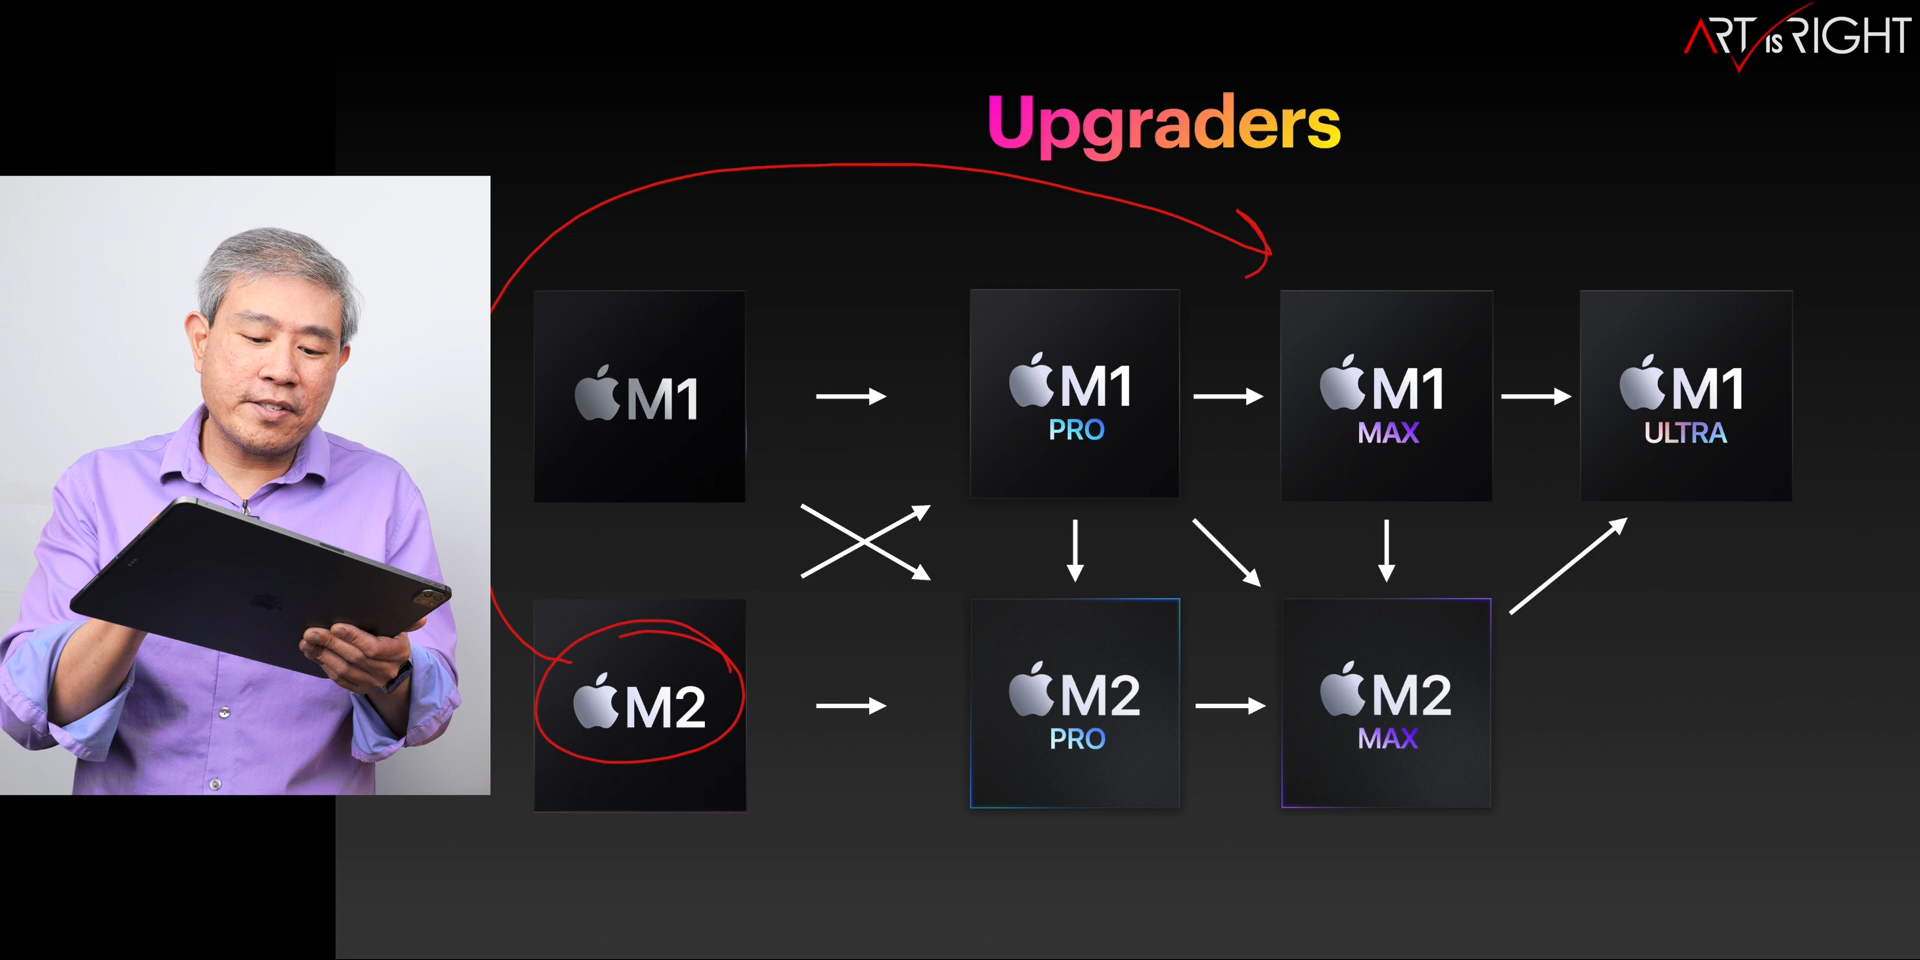 ART IS RIGHT
Upgraders
M1
M1
PRO
M1
MAX
M1
ULTRA
M2
M2
PRO
M2
MAX